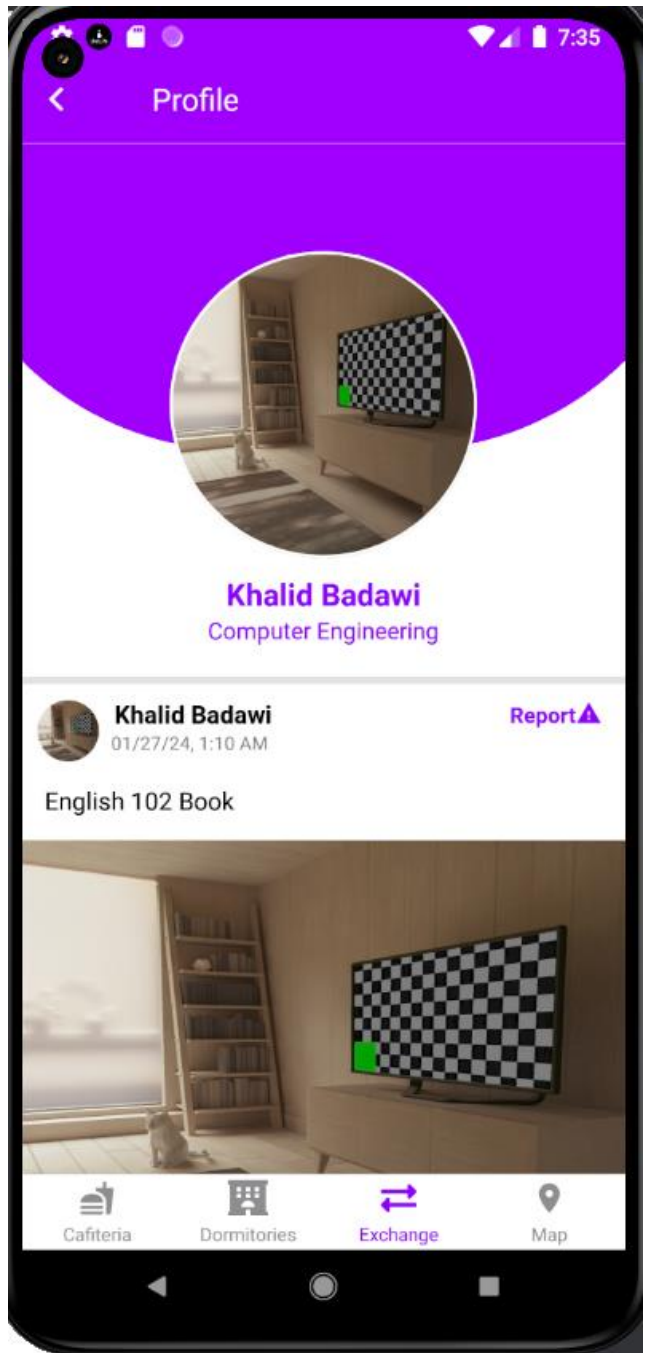 7:35
Profile
Khalid Badawi
Computer Engineering
Khalid Badawi
Report
01/27/24, 1:10 AM
English 102 Book
Cafiteria Dormitories Exchange Map